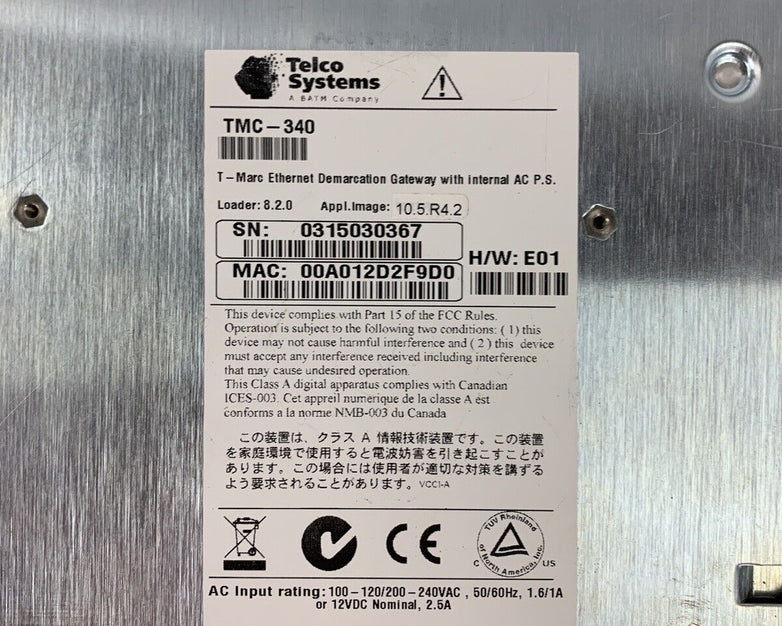 Telco
Systems
A BATM Company
TMC-340
T-Marc Ethernet Demarcation Gateway with internal AC P.S.
Loader: 8.2.0 Appl.Image: 10.5.R4.2
SN: 0315030367
MAC: 00A012D2F9D0
H/W: E01
This device complies with Part 15 of the FCC Rules.
Operation is subject to the following two conditions: ( 1 ) this
device may not cause harmful interference and ( 2 ) this device
must accept any interference received including interference
that may cause undesired operation.
This Class A digital apparatus complies with Canadian
ICES-003. Cet appareil numerique de la classe A est
conforms a la norme NMB-003 du Canada
この装置は、クラス A 情報技術装置です。この装置
を家庭環境で使用すると電波妨害を引き起こすことが
あります。この場合には使用者が適切な対策を講ずる
よう要求されることがあります。 VCCI-A
CE
TUV Rheinland
of North America, Inc.
C US
AC Input rating: 100-120/200-240VAC , 50/60Hz, 1.6/1A
or 12VDC Nominal, 2.5A